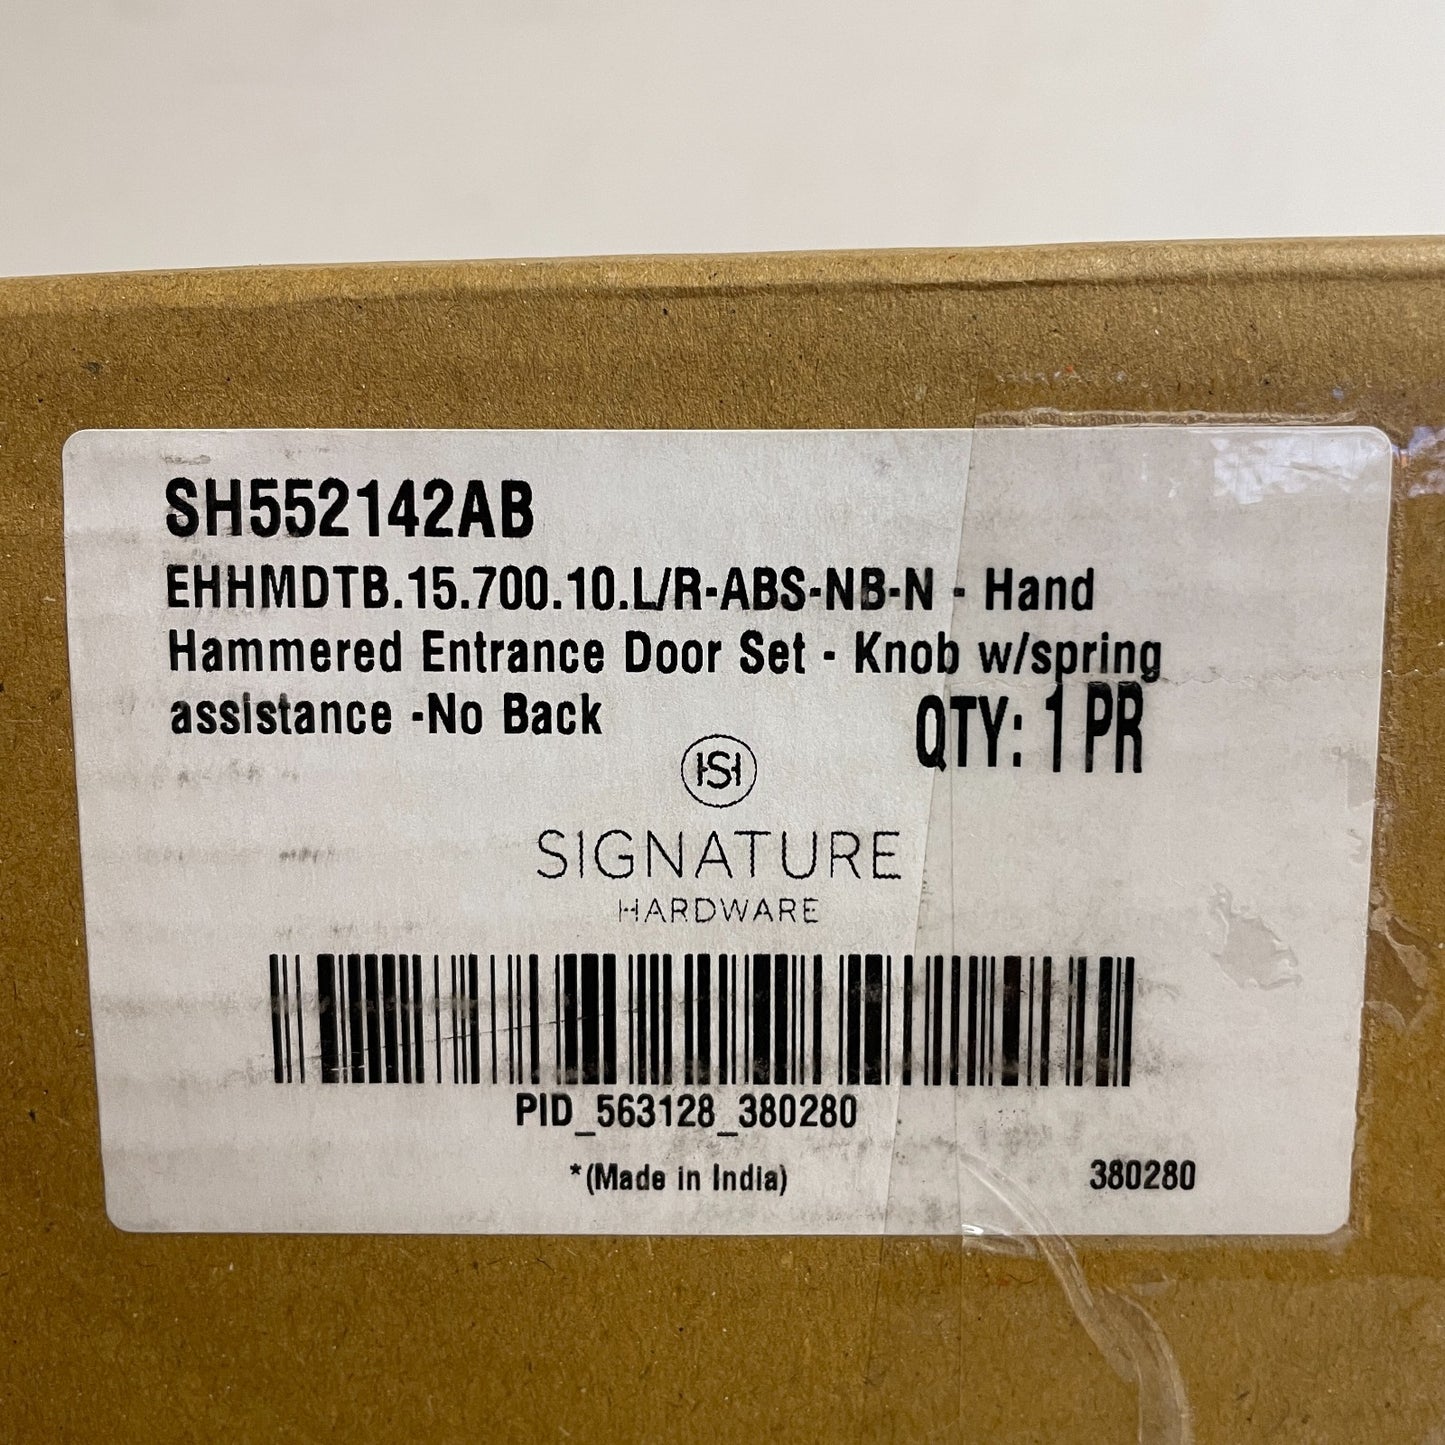 SH552142AB
EHHMDTB.15.700.10.L/R-ABS-NB-N - Hand
Hammered Entrance Door Set - Knob w/spring
assistance -No Back
QTY: 1 PR
HSH
SIGNATURE
HARDWARE
PID_563128_380280
*(Made in India)
380280